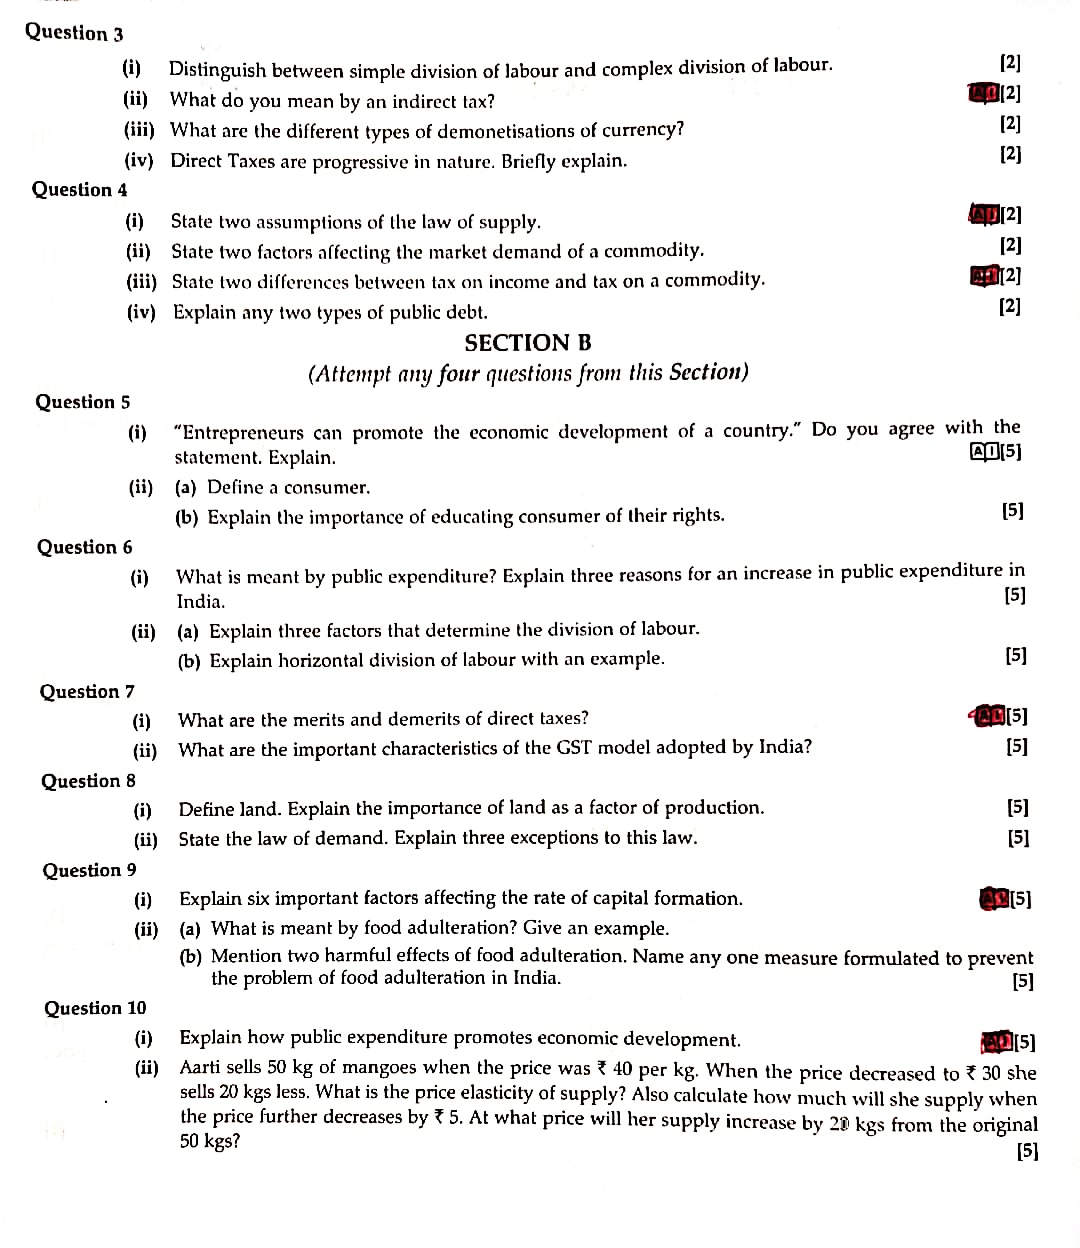 Question 3
(i) Distinguish between simple division of labour and complex division of labour. [2]
(ii) What do you mean by an indirect tax? [2]
(iii) What are the different types of demonetisations of currency? [2]
(iv) Direct Taxes are progressive in nature. Briefly explain. [2]
Question 4
(i) State two assumptions of the law of supply. [2]
(ii) State two factors affecting the market demand of a commodity. [2]
(iii) State two differences between tax on income and tax on a commodity. [2]
(iv) Explain any two types of public debt. [2]
SECTION B
(Attempt any four questions from this Section)
Question 5
(i) “Entrepreneurs can promote the economic development of a country.” Do you agree with the
statement. Explain. AI [5]
(ii) (a) Define a consumer.
(b) Explain the importance of educating consumer of their rights. [5]
Question 6
(i) What is meant by public expenditure? Explain three reasons for an increase in public expenditure in
India. [5]
(ii) (a) Explain three factors that determine the division of labour.
(b) Explain horizontal division of labour with an example. [5]
Question 7
(i) What are the merits and demerits of direct taxes? [5]
(ii) What are the important characteristics of the GST model adopted by India? [5]
Question 8
(i) Define land. Explain the importance of land as a factor of production. [5]
(ii) State the law of demand. Explain three exceptions to this law. [5]
Question 9
(i) Explain six important factors affecting the rate of capital formation. [5]
(ii) (a) What is meant by food adulteration? Give an example.
(b) Mention two harmful effects of food adulteration. Name any one measure formulated to prevent
the problem of food adulteration in India. [5]
Question 10
(i) Explain how public expenditure promotes economic development. [5]
(ii) Aarti sells 50 kg of mangoes when the price was ₹ 40 per kg. When the price decreased to ₹ 30 she
sells 20 kgs less. What is the price elasticity of supply? Also calculate how much will she supply when
the price further decreases by ₹ 5. At what price will her supply increase by kgs from the original
50 kgs? [5]